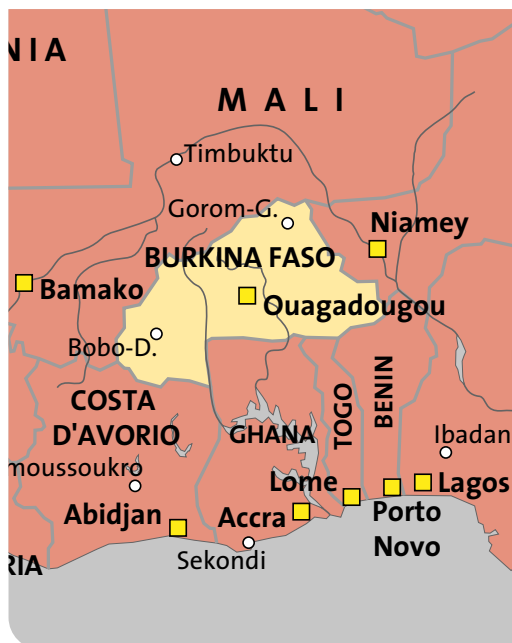 NIA
MALI
Timbuktu
Gorom-G.
Niamey
BURKINA FASO
Bamako
Ouagadougou
Bobo-D.
COSTA
D'AVORIO
TOGO
BENIN
GHANA
Ibadan
moussoukro
Lome
Lagos
Abidjan
Accra
Porto
Novo
Sekondi
RIA